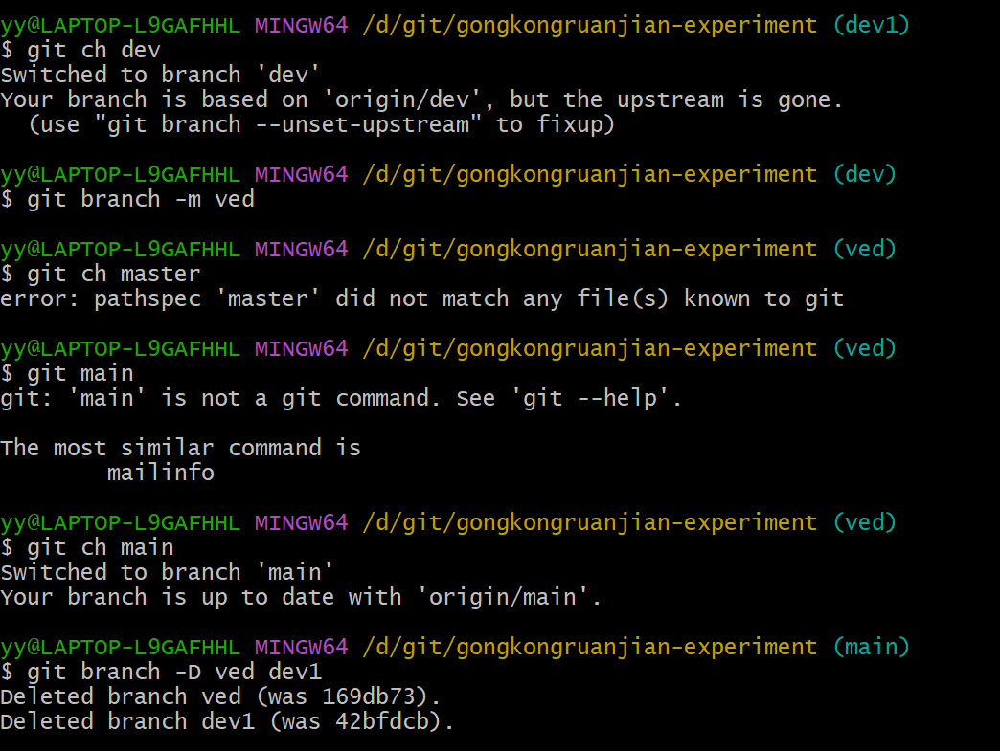 yy@LAPTOP-L9GAFHHL MINGW64 /d/git/gongkongruanjian-experiment (dev1)
$ git ch dev
Switched to branch 'dev'
Your branch is based on 'origin/dev', but the upstream is gone.
  (use "git branch --unset-upstream" to fixup)
yy@LAPTOP-L9GAFHHL MINGW64 /d/git/gongkongruanjian-experiment (dev)
$ git branch -m ved
yy@LAPTOP-L9GAFHHL MINGW64 /d/git/gongkongruanjian-experiment (ved)
$ git ch master
error: pathspec 'master' did not match any file(s) known to git
yy@LAPTOP-L9GAFHHL MINGW64 /d/git/gongkongruanjian-experiment (ved)
$ git main
git: 'main' is not a git command. See 'git --help'.
The most similar command is
        mailinfo
yy@LAPTOP-L9GAFHHL MINGW64 /d/git/gongkongruanjian-experiment (ved)
$ git ch main
Switched to branch 'main'
Your branch is up to date with 'origin/main'.
yy@LAPTOP-L9GAFHHL MINGW64 /d/git/gongkongruanjian-experiment (main)
$ git branch -D ved dev1
Deleted branch ved (was 169db73).
Deleted branch dev1 (was 42bfdcb).